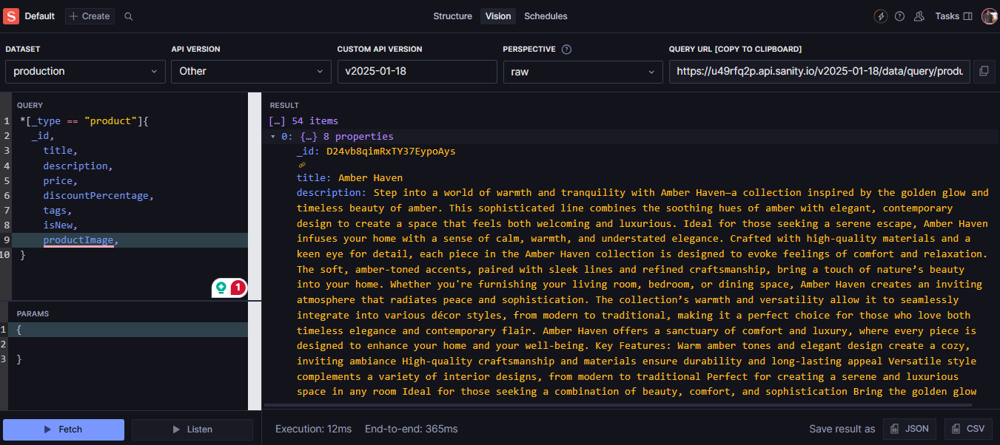 S Default + Create Structure Vision Schedules Tasks
DATASET API VERSION CUSTOM API VERSION PERSPECTIVE ? QUERY URL [COPY TO CLIPBOARD]
production Other v2025-01-18 raw https://u49rfq2p.api.sanity.io/v2025-01-18/data/query/produ
QUERY
1 *[_type == "product"]{
2 _id,
3 title,
4 description,
5 price,
6 discountPercentage,
7 tags,
8 isNew,
9 productImage,
10 }
1
PARAMS
1 {
2
3 }
Fetch Listen
RESULT
[…] 54 items
0: {…} 8 properties
_id: D24vb8qimRxTY37EypoAys
title: Amber Haven
description: Step into a world of warmth and tranquility with Amber Haven—a collection inspired by the golden glow and
timeless beauty of amber. This sophisticated line combines the soothing hues of amber with elegant, contemporary
design to create a space that feels both welcoming and luxurious. Ideal for those seeking a serene escape, Amber Haven
infuses your home with a sense of calm, warmth, and understated elegance. Crafted with high-quality materials and a
keen eye for detail, each piece in the Amber Haven collection is designed to evoke feelings of comfort and relaxation.
The soft, amber-toned accents, paired with sleek lines and refined craftsmanship, bring a touch of nature’s beauty
into your home. Whether you're furnishing your living room, bedroom, or dining space, Amber Haven creates an inviting
atmosphere that radiates peace and sophistication. The collection’s warmth and versatility allow it to seamlessly
integrate into various décor styles, from modern to traditional, making it a perfect choice for those who love both
timeless elegance and contemporary flair. Amber Haven offers a sanctuary of comfort and luxury, where every piece is
designed to enhance your home and your well-being. Key Features: Warm amber tones and elegant design create a cozy,
inviting ambiance High-quality craftsmanship and materials ensure durability and long-lasting appeal Versatile style
complements a variety of interior designs, from modern to traditional Perfect for creating a serene and luxurious
space in any room Ideal for those seeking a combination of beauty, comfort, and sophistication Bring the golden glow
Execution: 12ms End-to-end: 365ms Save result as JSON CSV